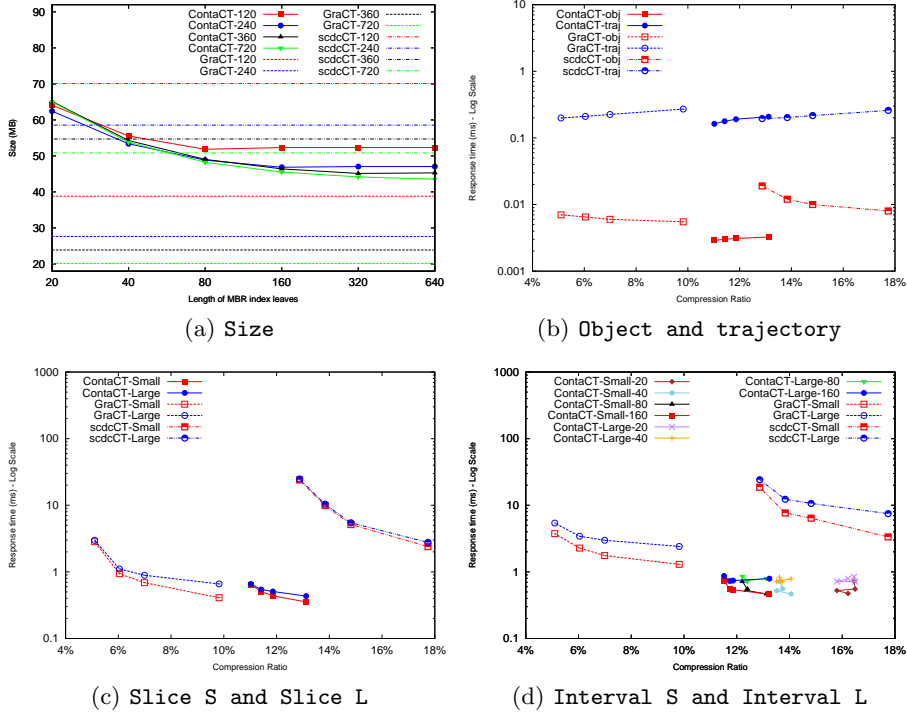 ContaCT-120
ContaCT-240
ContaCT-360
ContaCT-720
GraCT-120
GraCT-240
GraCT-360
GraCT-720
scdcCT-120
scdcCT-240
scdcCT-360
scdcCT-720
90
80
70
60
50
40
30
20
Size (MB)
20 40 80 160 320 640
Length of MBR index leaves
(a) Size
ContaCT-obj
ContaCT-traj
GraCT-obj
GraCT-traj
scdcCT-obj
scdcCT-traj
10
1
0.1
0.01
0.001
Response time (ms) - Log Scale
4% 6% 8% 10% 12% 14% 16% 18%
Compression Ratio
(b) Object and trajectory
ContaCT-Small
ContaCT-Large
GraCT-Small
GraCT-Large
scdcCT-Small
scdcCT-Large
1000
100
10
1
0.1
Response time (ms) - Log Scale
4% 6% 8% 10% 12% 14% 16% 18%
Compression Ratio
(c) Slice S and Slice L
ContaCT-Small-20
ContaCT-Small-40
ContaCT-Small-80
ContaCT-Small-160
ContaCT-Large-20
ContaCT-Large-40
ContaCT-Large-80
ContaCT-Large-160
GraCT-Small
GraCT-Large
scdcCT-Small
scdcCT-Large
1000
100
10
1
0.1
Response time (ms) - Log Scale
4% 6% 8% 10% 12% 14% 16% 18%
Compression Ratio
(d) Interval S and Interval L